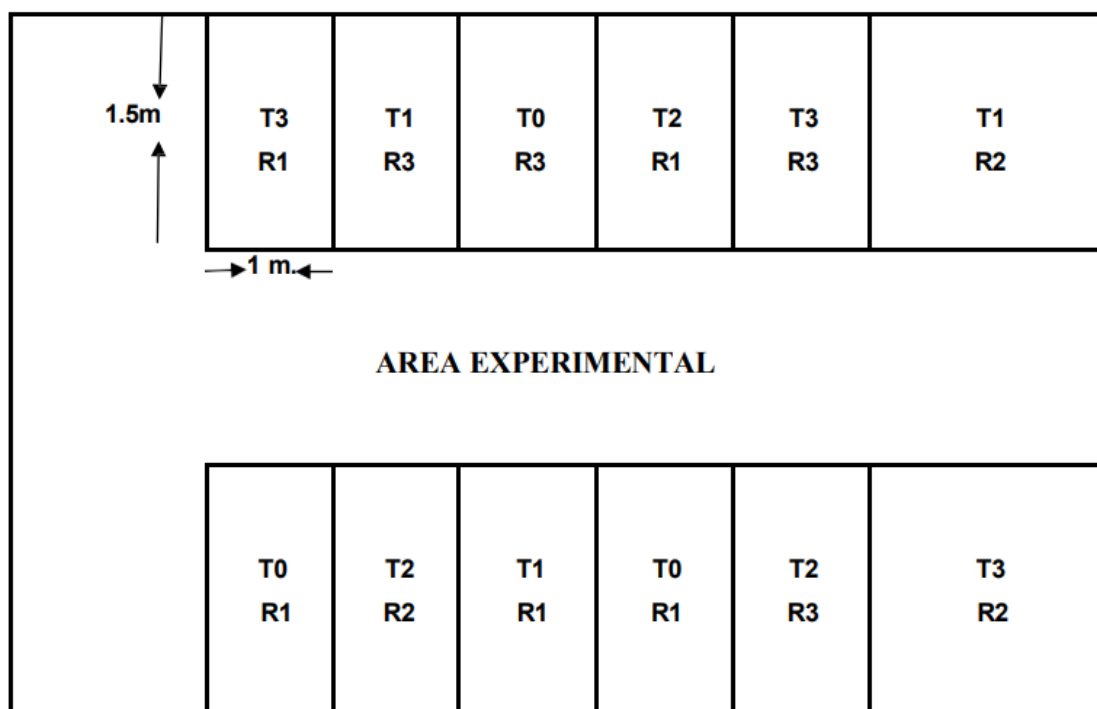 1.5m
T3
R1
T1
R3
T0
R3
T2
R1
T3
R3
T1
R2
1 m.
AREA EXPERIMENTAL
T0
R1
T2
R2
T1
R1
T0
R1
T2
R3
T3
R2